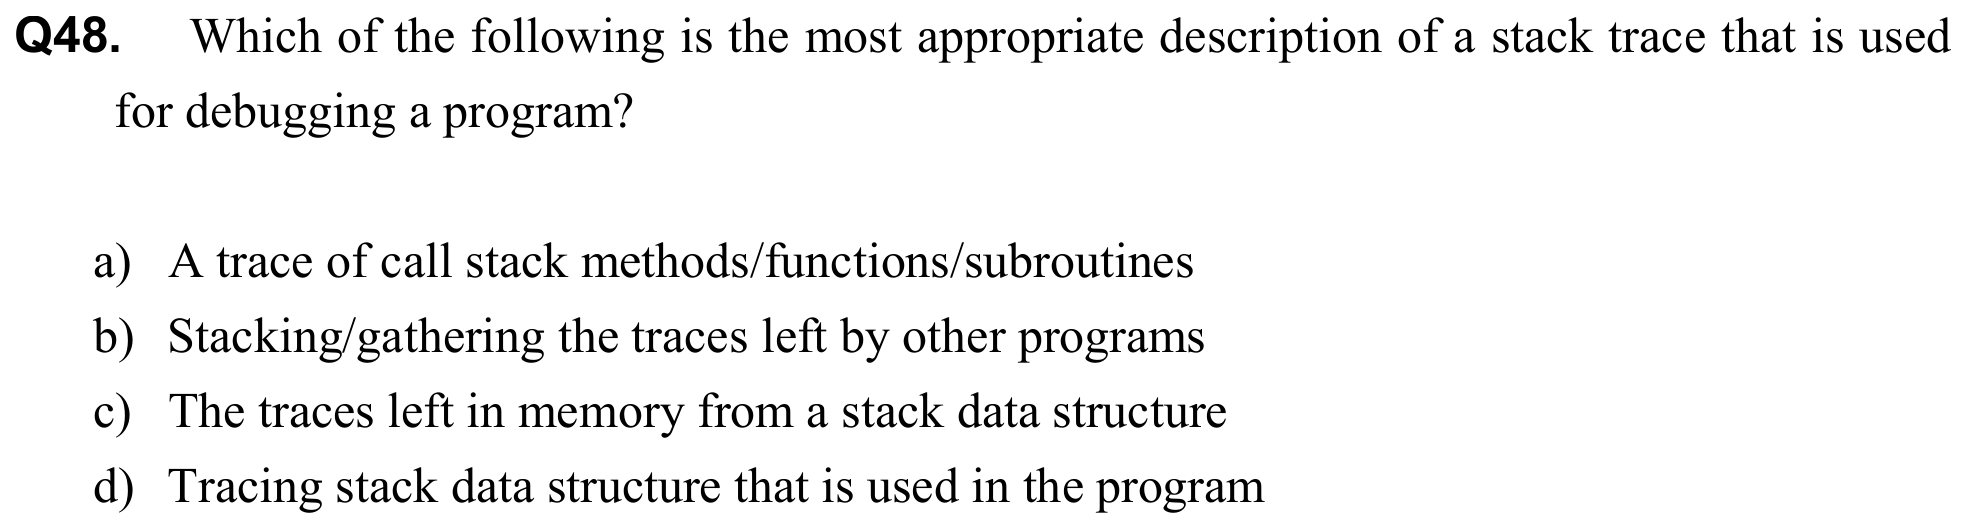 Q48. Which of the following is the most appropriate description of a stack trace that is used
for debugging a program?
a) A trace of call stack methods/functions/subroutines
b) Stacking/gathering the traces left by other programs
c) The traces left in memory from a stack data structure
d) Tracing stack data structure that is used in the program